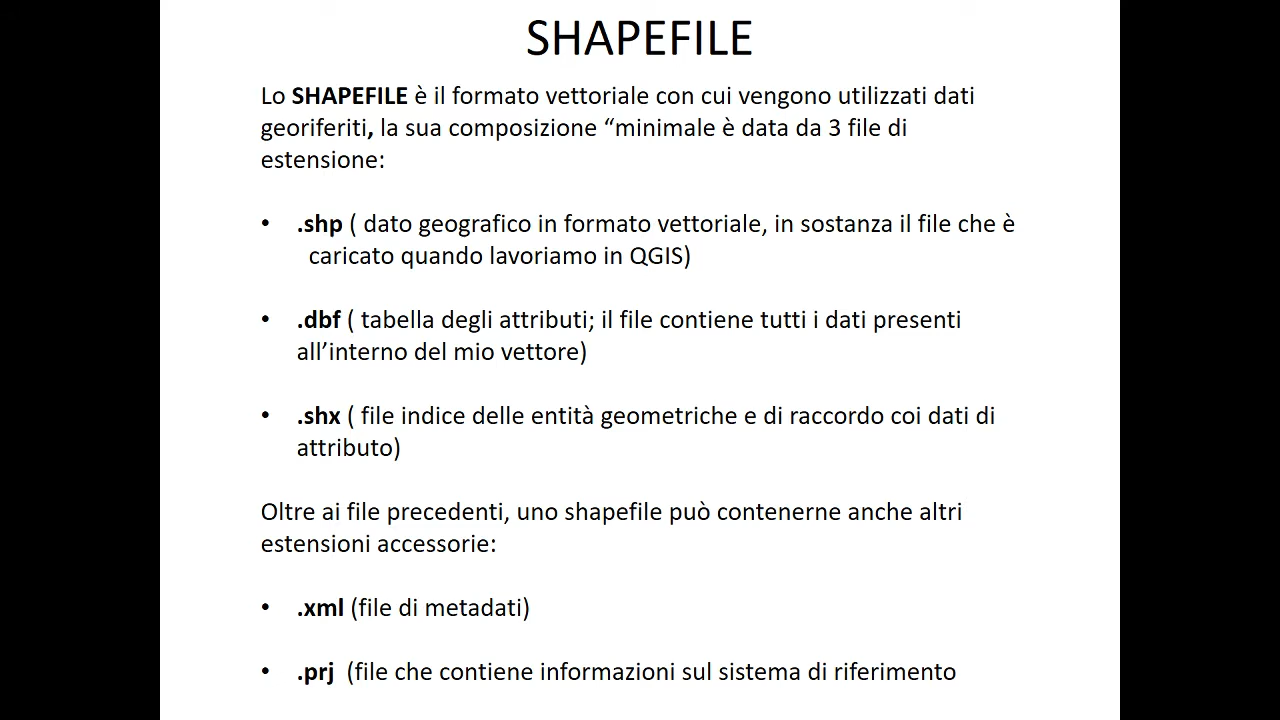 SHAPEFILE
Lo SHAPEFILE è il formato vettoriale con cui vengono utilizzati dati
georiferiti, la sua composizione “minimale è data da 3 file di
estensione:
• .shp ( dato geografico in formato vettoriale, in sostanza il file che è
caricato quando lavoriamo in QGIS)
• .dbf ( tabella degli attributi; il file contiene tutti i dati presenti
all’interno del mio vettore)
• .shx ( file indice delle entità geometriche e di raccordo coi dati di
attributo)
Oltre ai file precedenti, uno shapefile può contenerne anche altri
estensioni accessorie:
• .xml (file di metadati)
• .prj (file che contiene informazioni sul sistema di riferimento